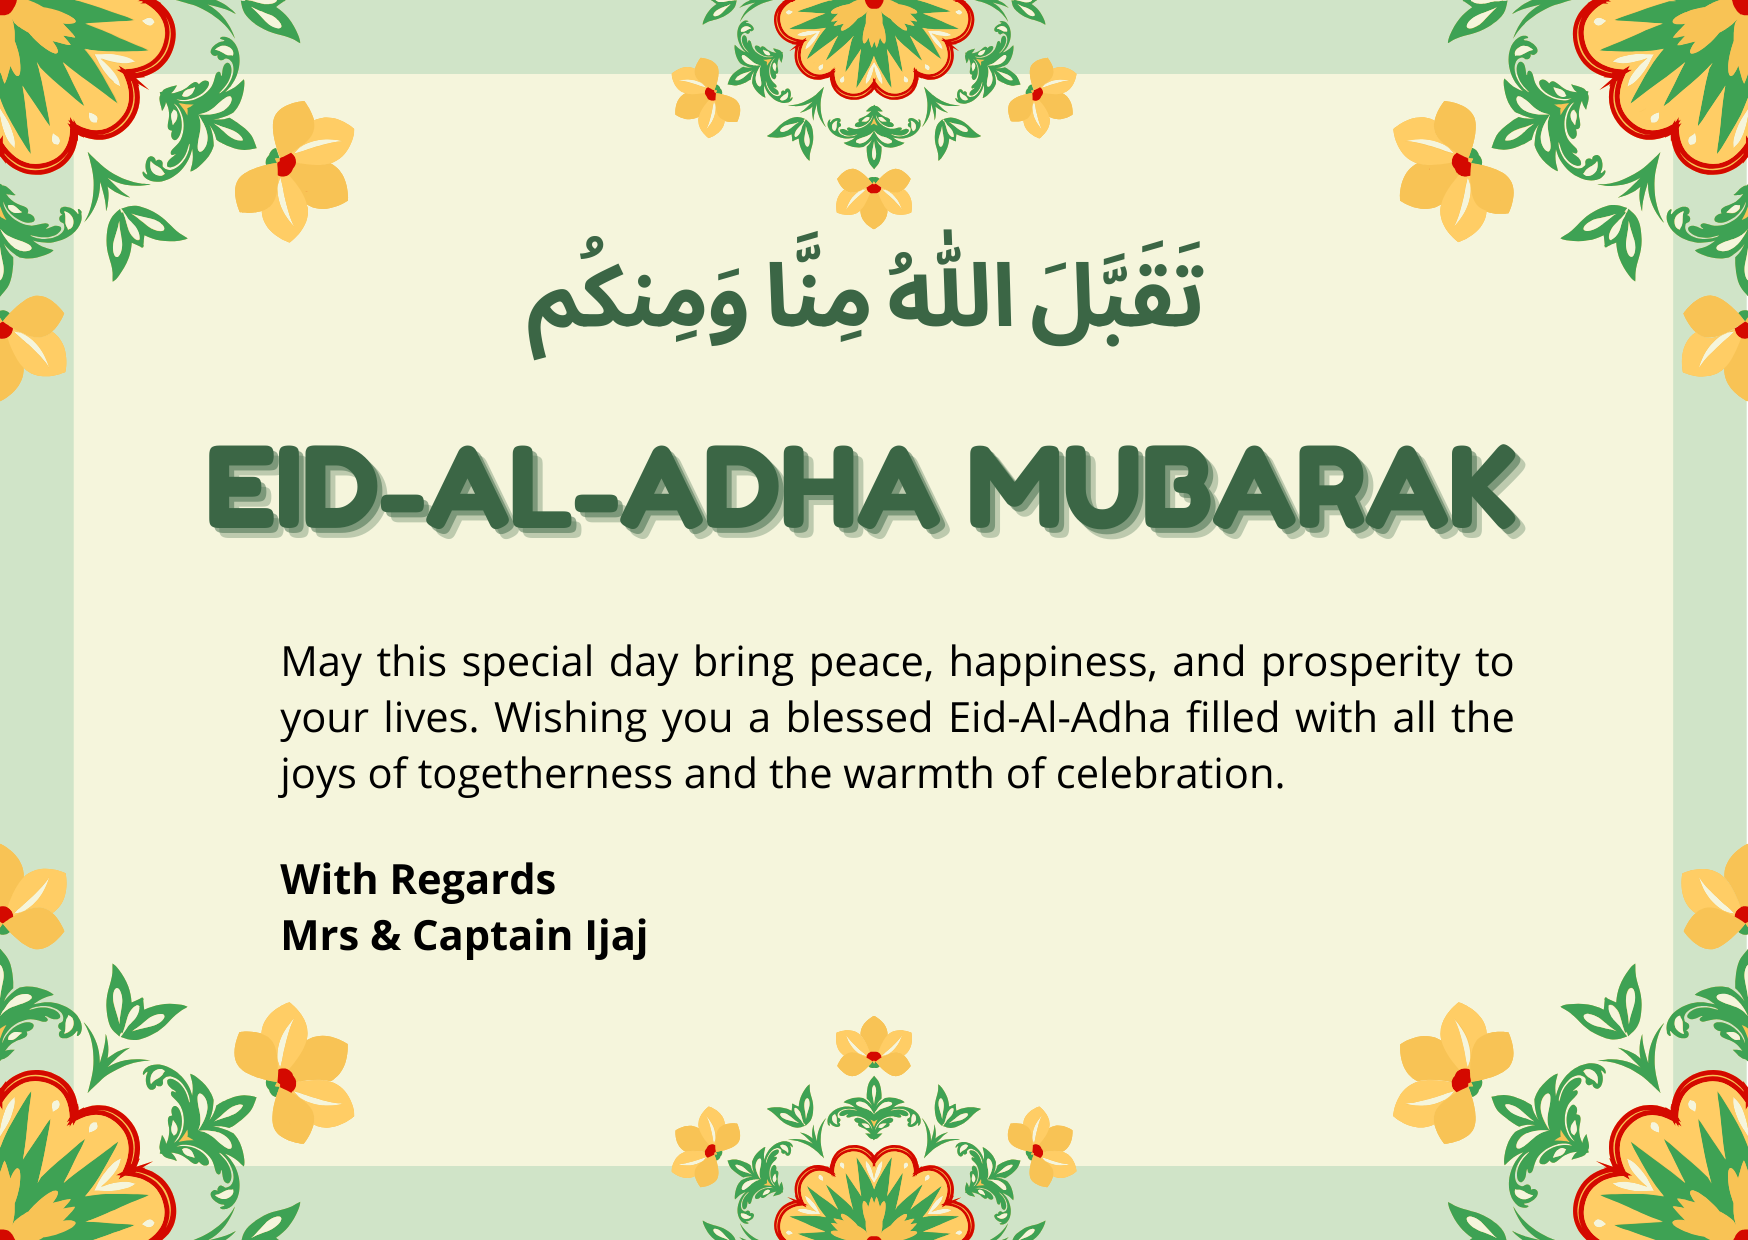 تَقَبَّلَ اللّٰهُ مِنَّا وَمِنكُم
EID-AL-ADHA MUBARAK
May this special day bring peace, happiness, and prosperity to
your lives. Wishing you a blessed Eid-Al-Adha filled with all the
joys of togetherness and the warmth of celebration.
With Regards
Mrs & Captain Ijaj